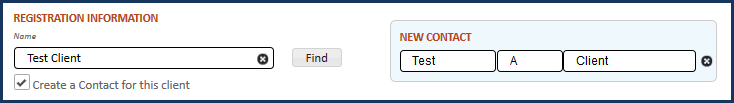 REGISTRATION INFORMATION
Name
Test Client
Find
Create a Contact for this client
NEW CONTACT
Test A Client